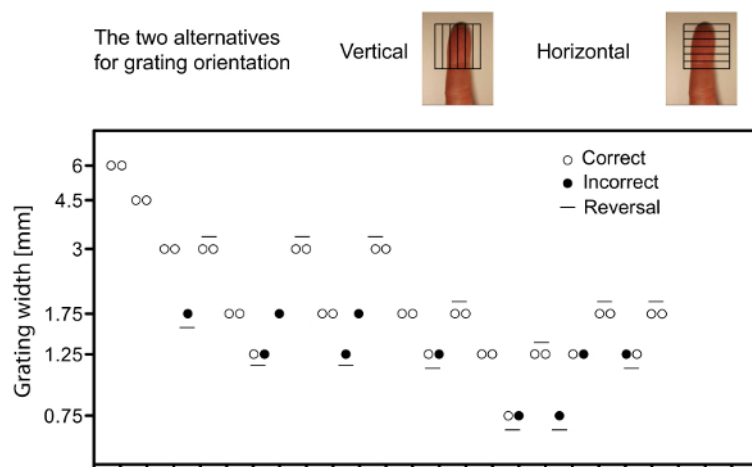 The two alternatives
for grating orientation
Vertical
Horizontal
Correct
Incorrect
Reversal
Grating width [mm]
6
4.5
3
1.75
1.25
0.75